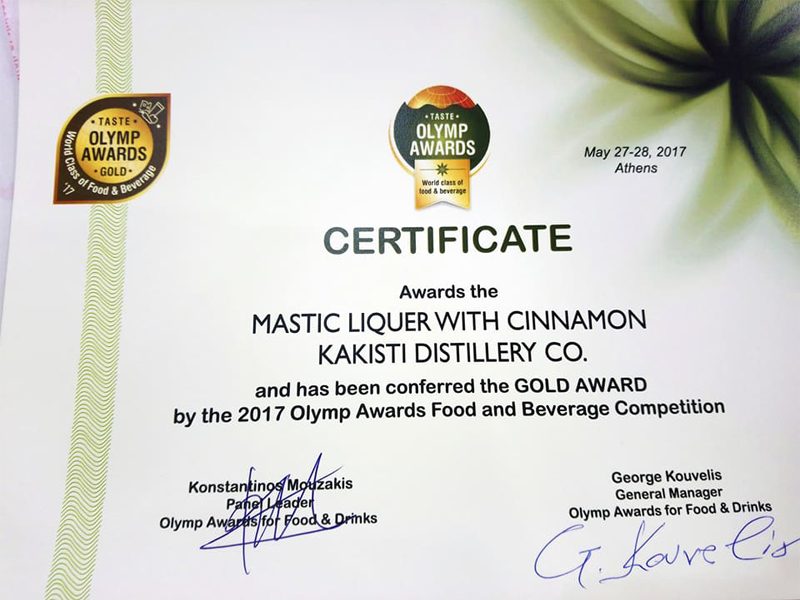 TASTE
OLYMP
AWARDS
GOLD
World Class of Food & Beverage
'17
TASTE
OLYMP
AWARDS
World class of
food & beverage
May 27-28, 2017
Athens
CERTIFICATE
Awards the
MASTIC LIQUER WITH CINNAMON
KAKISTI DISTILLERY CO.
and has been conferred the GOLD AWARD
by the 2017 Olymp Awards Food and Beverage Competition
Konstantinos Mouzakis
Panel Leader
Olymp Awards for Food & Drinks
George Kouvelis
General Manager
Olymp Awards for Food & Drinks
G. Kouvelis